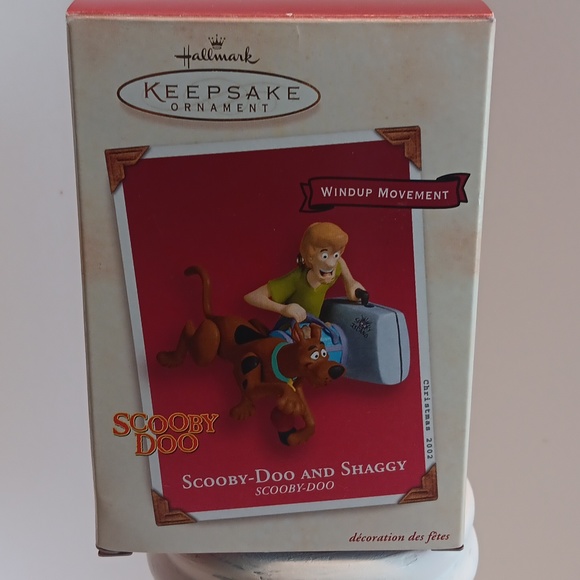 Hallmark
KEEPSAKE
ORNAMENT
WINDUP MOVEMENT
Christmas 2002
SCOOBY
DOO
SCOOBY-DOO AND SHAGGY
SCOOBY-DOO
décoration des fêtes